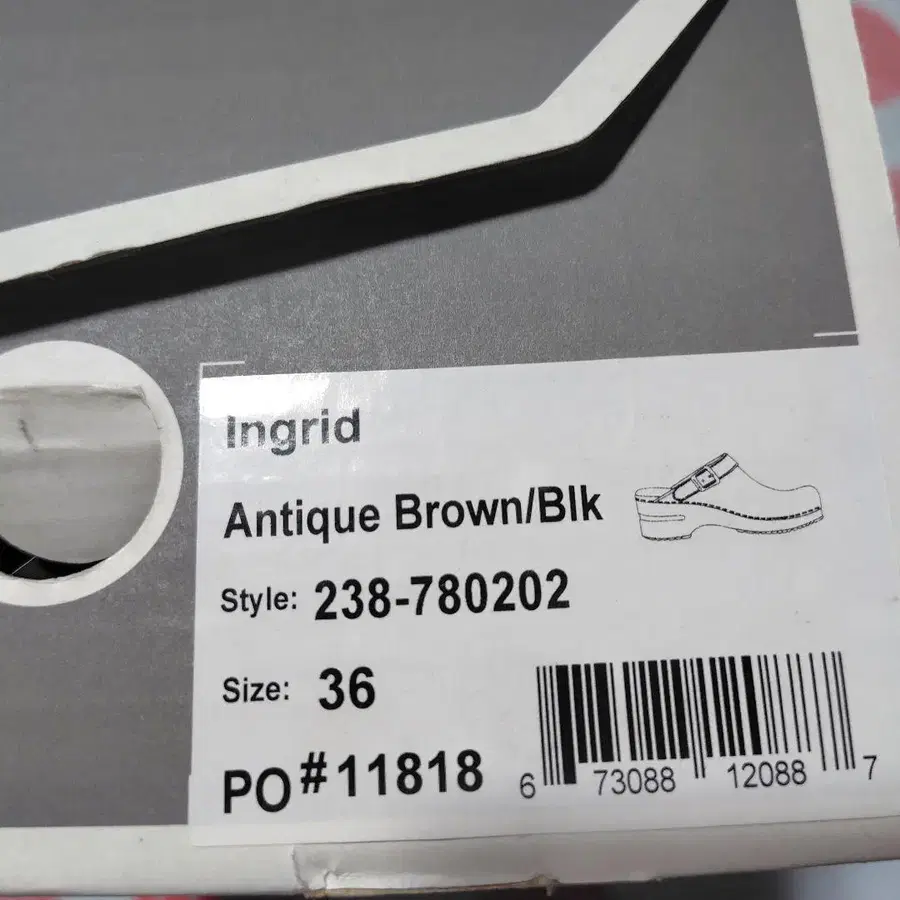 Ingrid
Antique Brown/Blk
Style: 238-780202
Size: 36
PO#11818
6 73088 12088 7